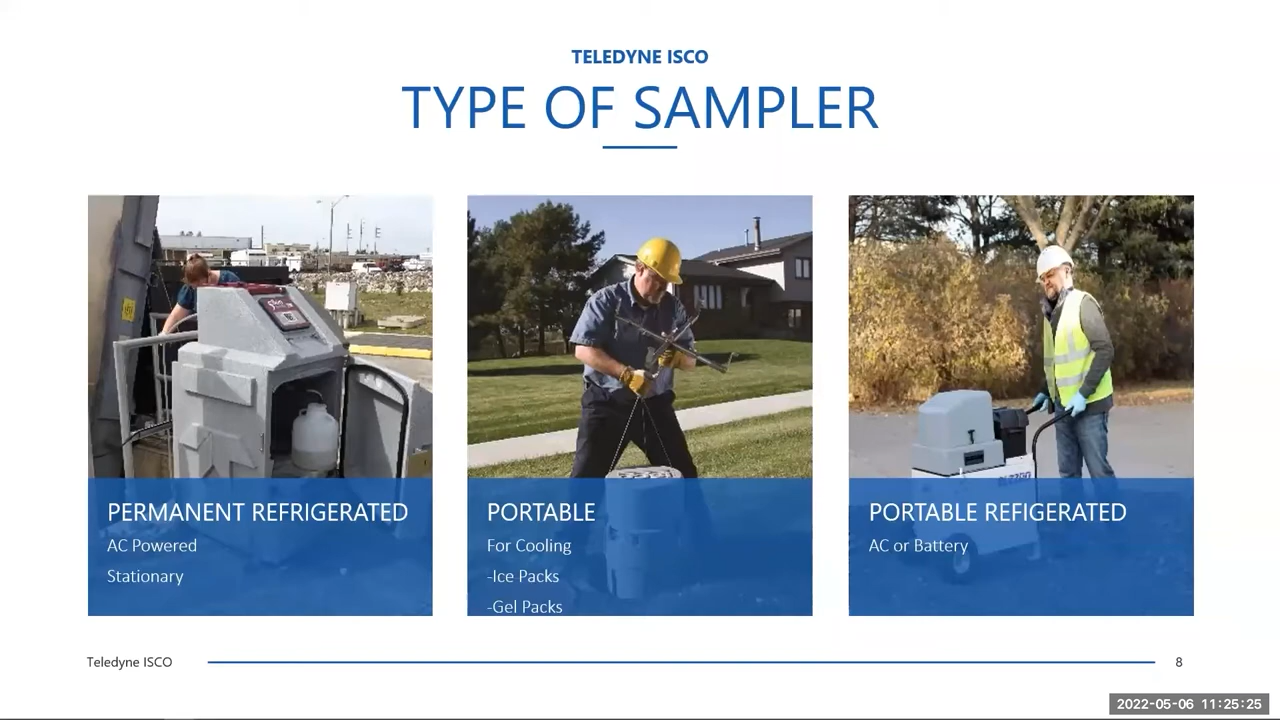 TELEDYNE ISCO
TYPE OF SAMPLER
PERMANENT REFRIGERATED
AC Powered
Stationary
PORTABLE
For Cooling
-Ice Packs
-Gel Packs
PORTABLE REFIGERATED
AC or Battery
Teledyne ISCO
8
2022-05-06 11:25:25